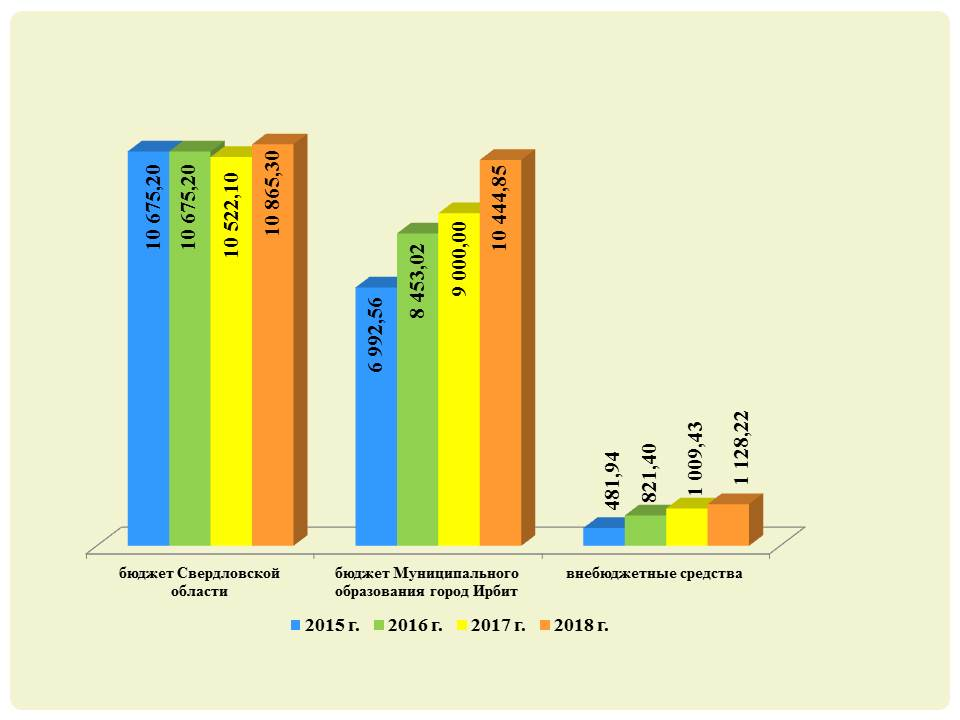 10 675,20
10 675,20
10 522,10
10 865,30
6 992,56
8 453,02
9 000,00
10 444,85
481,94
821,40
1 009,43
1 128,22
бюджет Свердловской
области
бюджет Муниципального
образования город Ирбит
внебюджетные средства
2015 г. 2016 г. 2017 г. 2018 г.